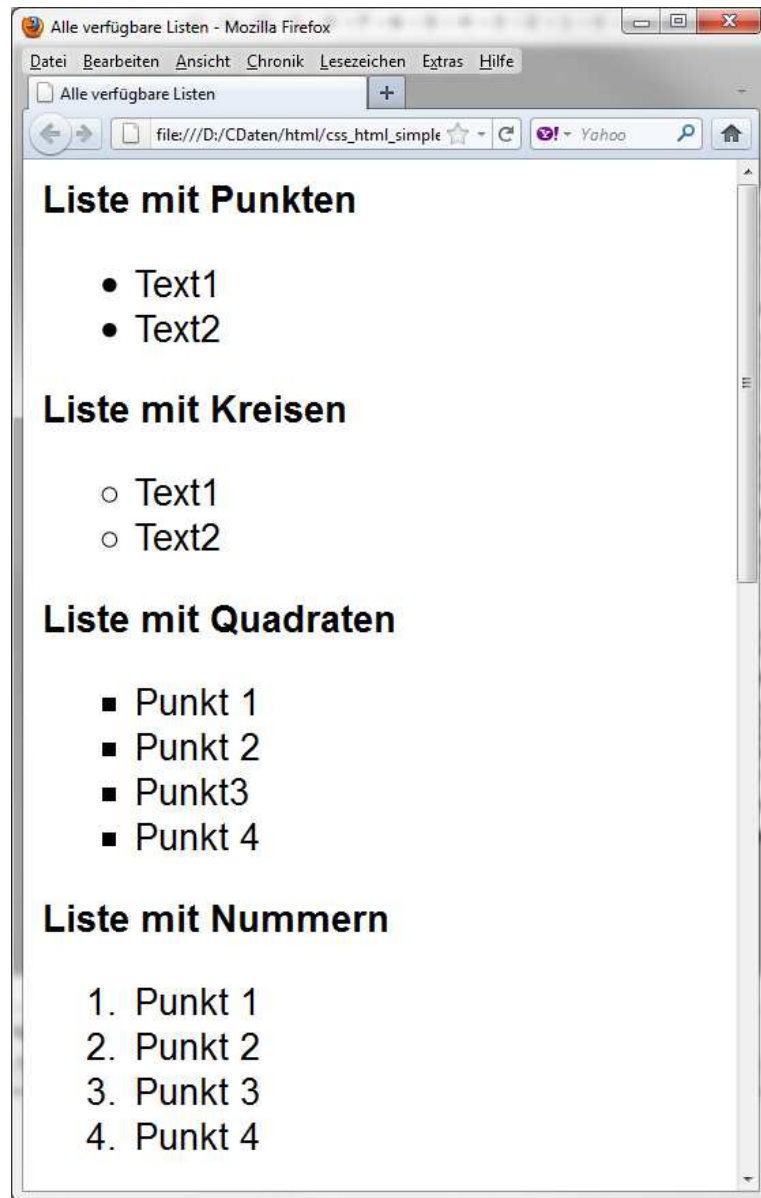 Alle verfügbare Listen - Mozilla Firefox
Datei Bearbeiten Ansicht Chronik Lesezeichen Extras Hilfe
Alle verfügbare Listen
file:///D:/CDaten/html/css_html_simple
Yahoo
Liste mit Punkten
• Text1
• Text2
Liste mit Kreisen
○ Text1
○ Text2
Liste mit Quadraten
▪ Punkt 1
▪ Punkt 2
▪ Punkt3
▪ Punkt 4
Liste mit Nummern
1. Punkt 1
2. Punkt 2
3. Punkt 3
4. Punkt 4